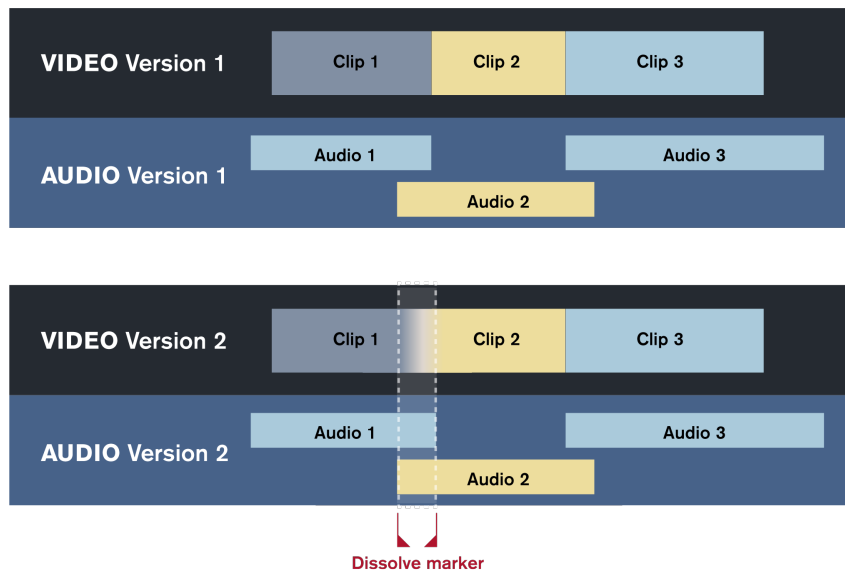 VIDEO Version 1
Clip 1
Clip 2
Clip 3
AUDIO Version 1
Audio 1
Audio 3
Audio 2
VIDEO Version 2
Clip 1
Clip 2
Clip 3
AUDIO Version 2
Audio 1
Audio 3
Audio 2
Dissolve marker